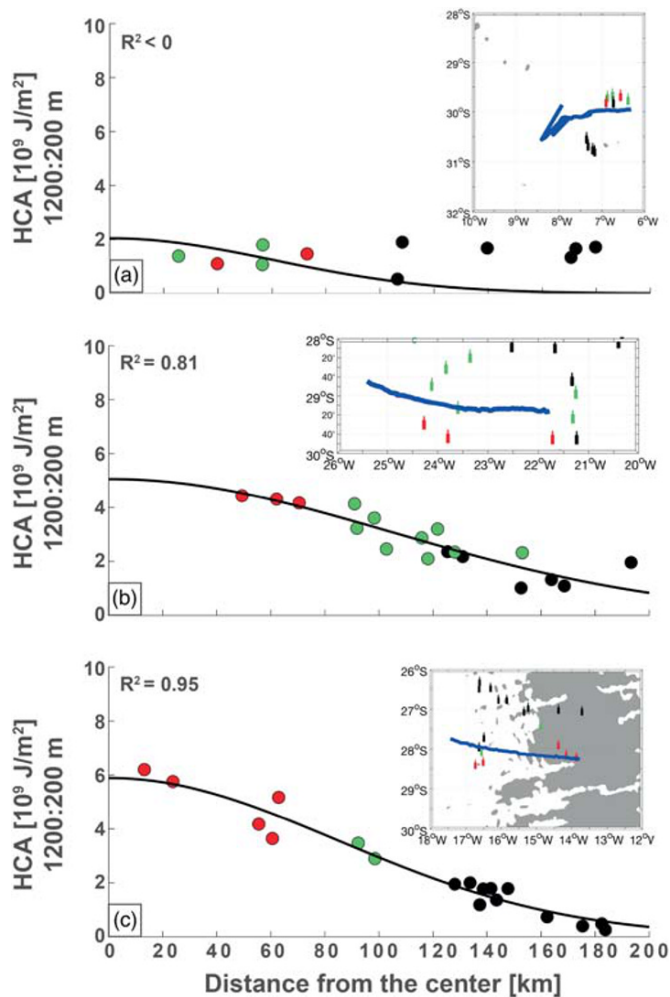 10
8
6
4
2
0
HCA [10⁹ J/m²]
1200:200 m
R² < 0
(a)
28°S
29°S
30°S
31°S
32°S
10°W 9°W 8°W 7°W 6°W
10
8
6
4
2
0
HCA [10⁹ J/m²]
1200:200 m
R² = 0.81
(b)
28°S
20'
40'
29°S
20'
40'
30°S
26°W 25°W 24°W 23°W 22°W 21°W 20°W
10
8
6
4
2
0
HCA [10⁹ J/m²]
1200:200 m
R² = 0.95
(c)
26°S
27°S
28°S
29°S
30°S
18°W 17°W 16°W 15°W 14°W 13°W 12°W
0 20 40 60 80 100 120 140 160 180 200
Distance from the center [km]